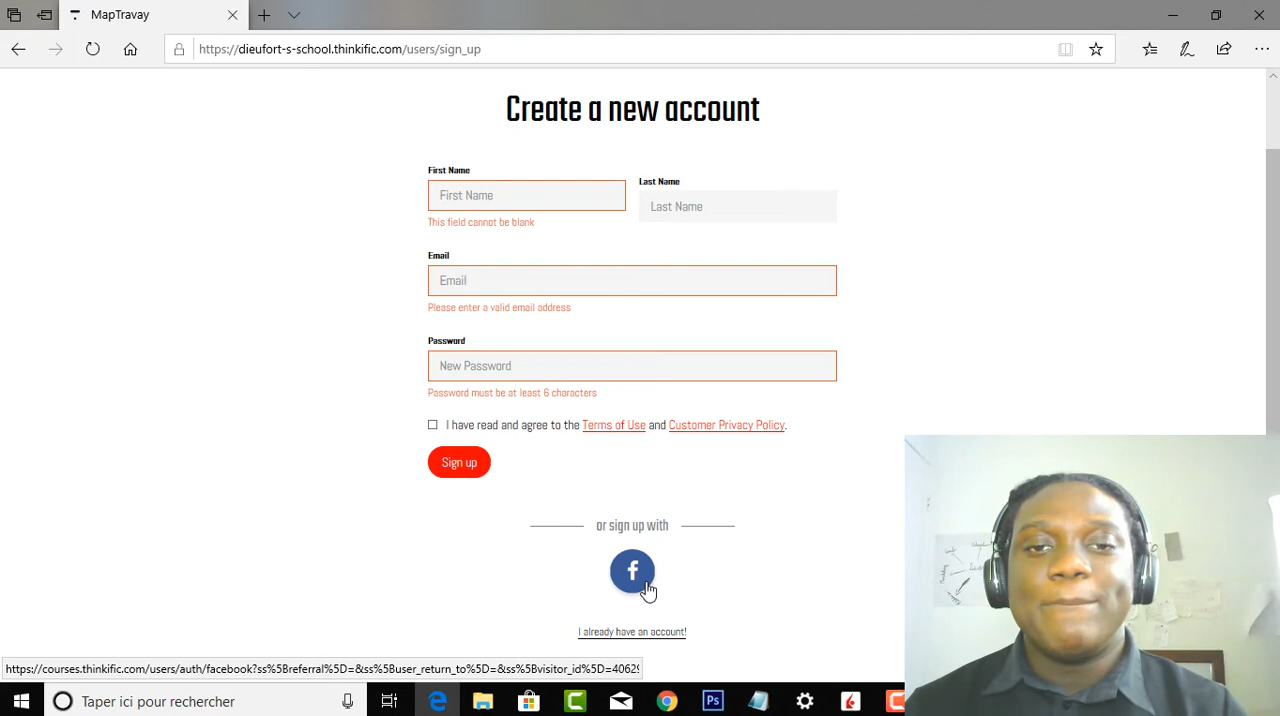 MapTravay
https://dieufort-s-school.thinkific.com/users/sign_up
Create a new account
First Name
Last Name
First Name
Last Name
This field cannot be blank
Email
Email
Please enter a valid email address
Password
New Password
Password must be at least 6 characters
I have read and agree to the Terms of Use and Customer Privacy Policy.
Sign up
or sign up with
f
I already have an account!
https://courses.thinkific.com/users/auth/facebook?ss%5Breferral%5D=&ss%5Buser_return_to%5D=&ss%5Bvisitor_id%5D=40629
Taper ici pour rechercher
Ps